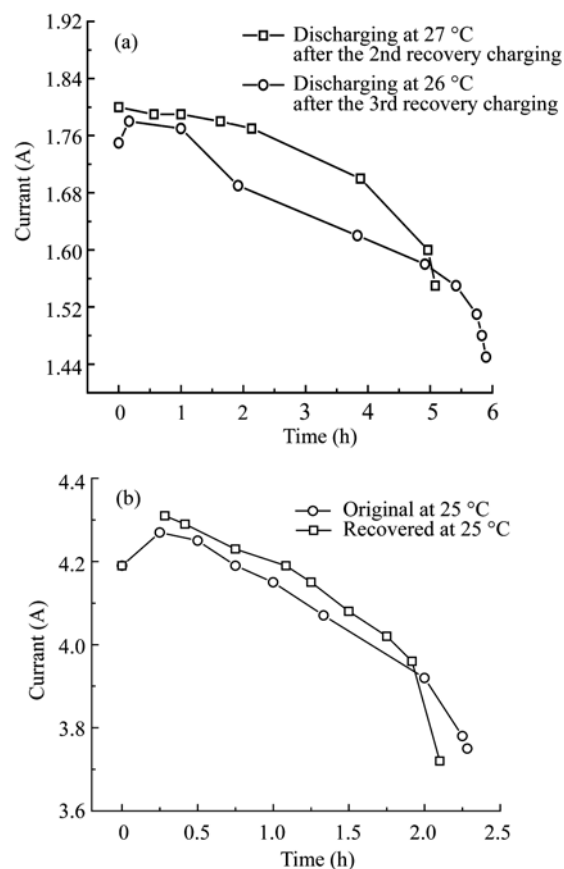 (a)
Discharging at 27 °C
after the 2nd recovery charging
Discharging at 26 °C
after the 3rd recovery charging
1.92
1.84
1.76
1.68
1.60
1.52
1.44
Currant (A)
0 1 2 3 4 5 6
Time (h)
(b)
Original at 25 °C
Recovered at 25 °C
4.4
4.2
4.0
3.8
3.6
Currant (A)
0 0.5 1.0 1.5 2.0 2.5
Time (h)